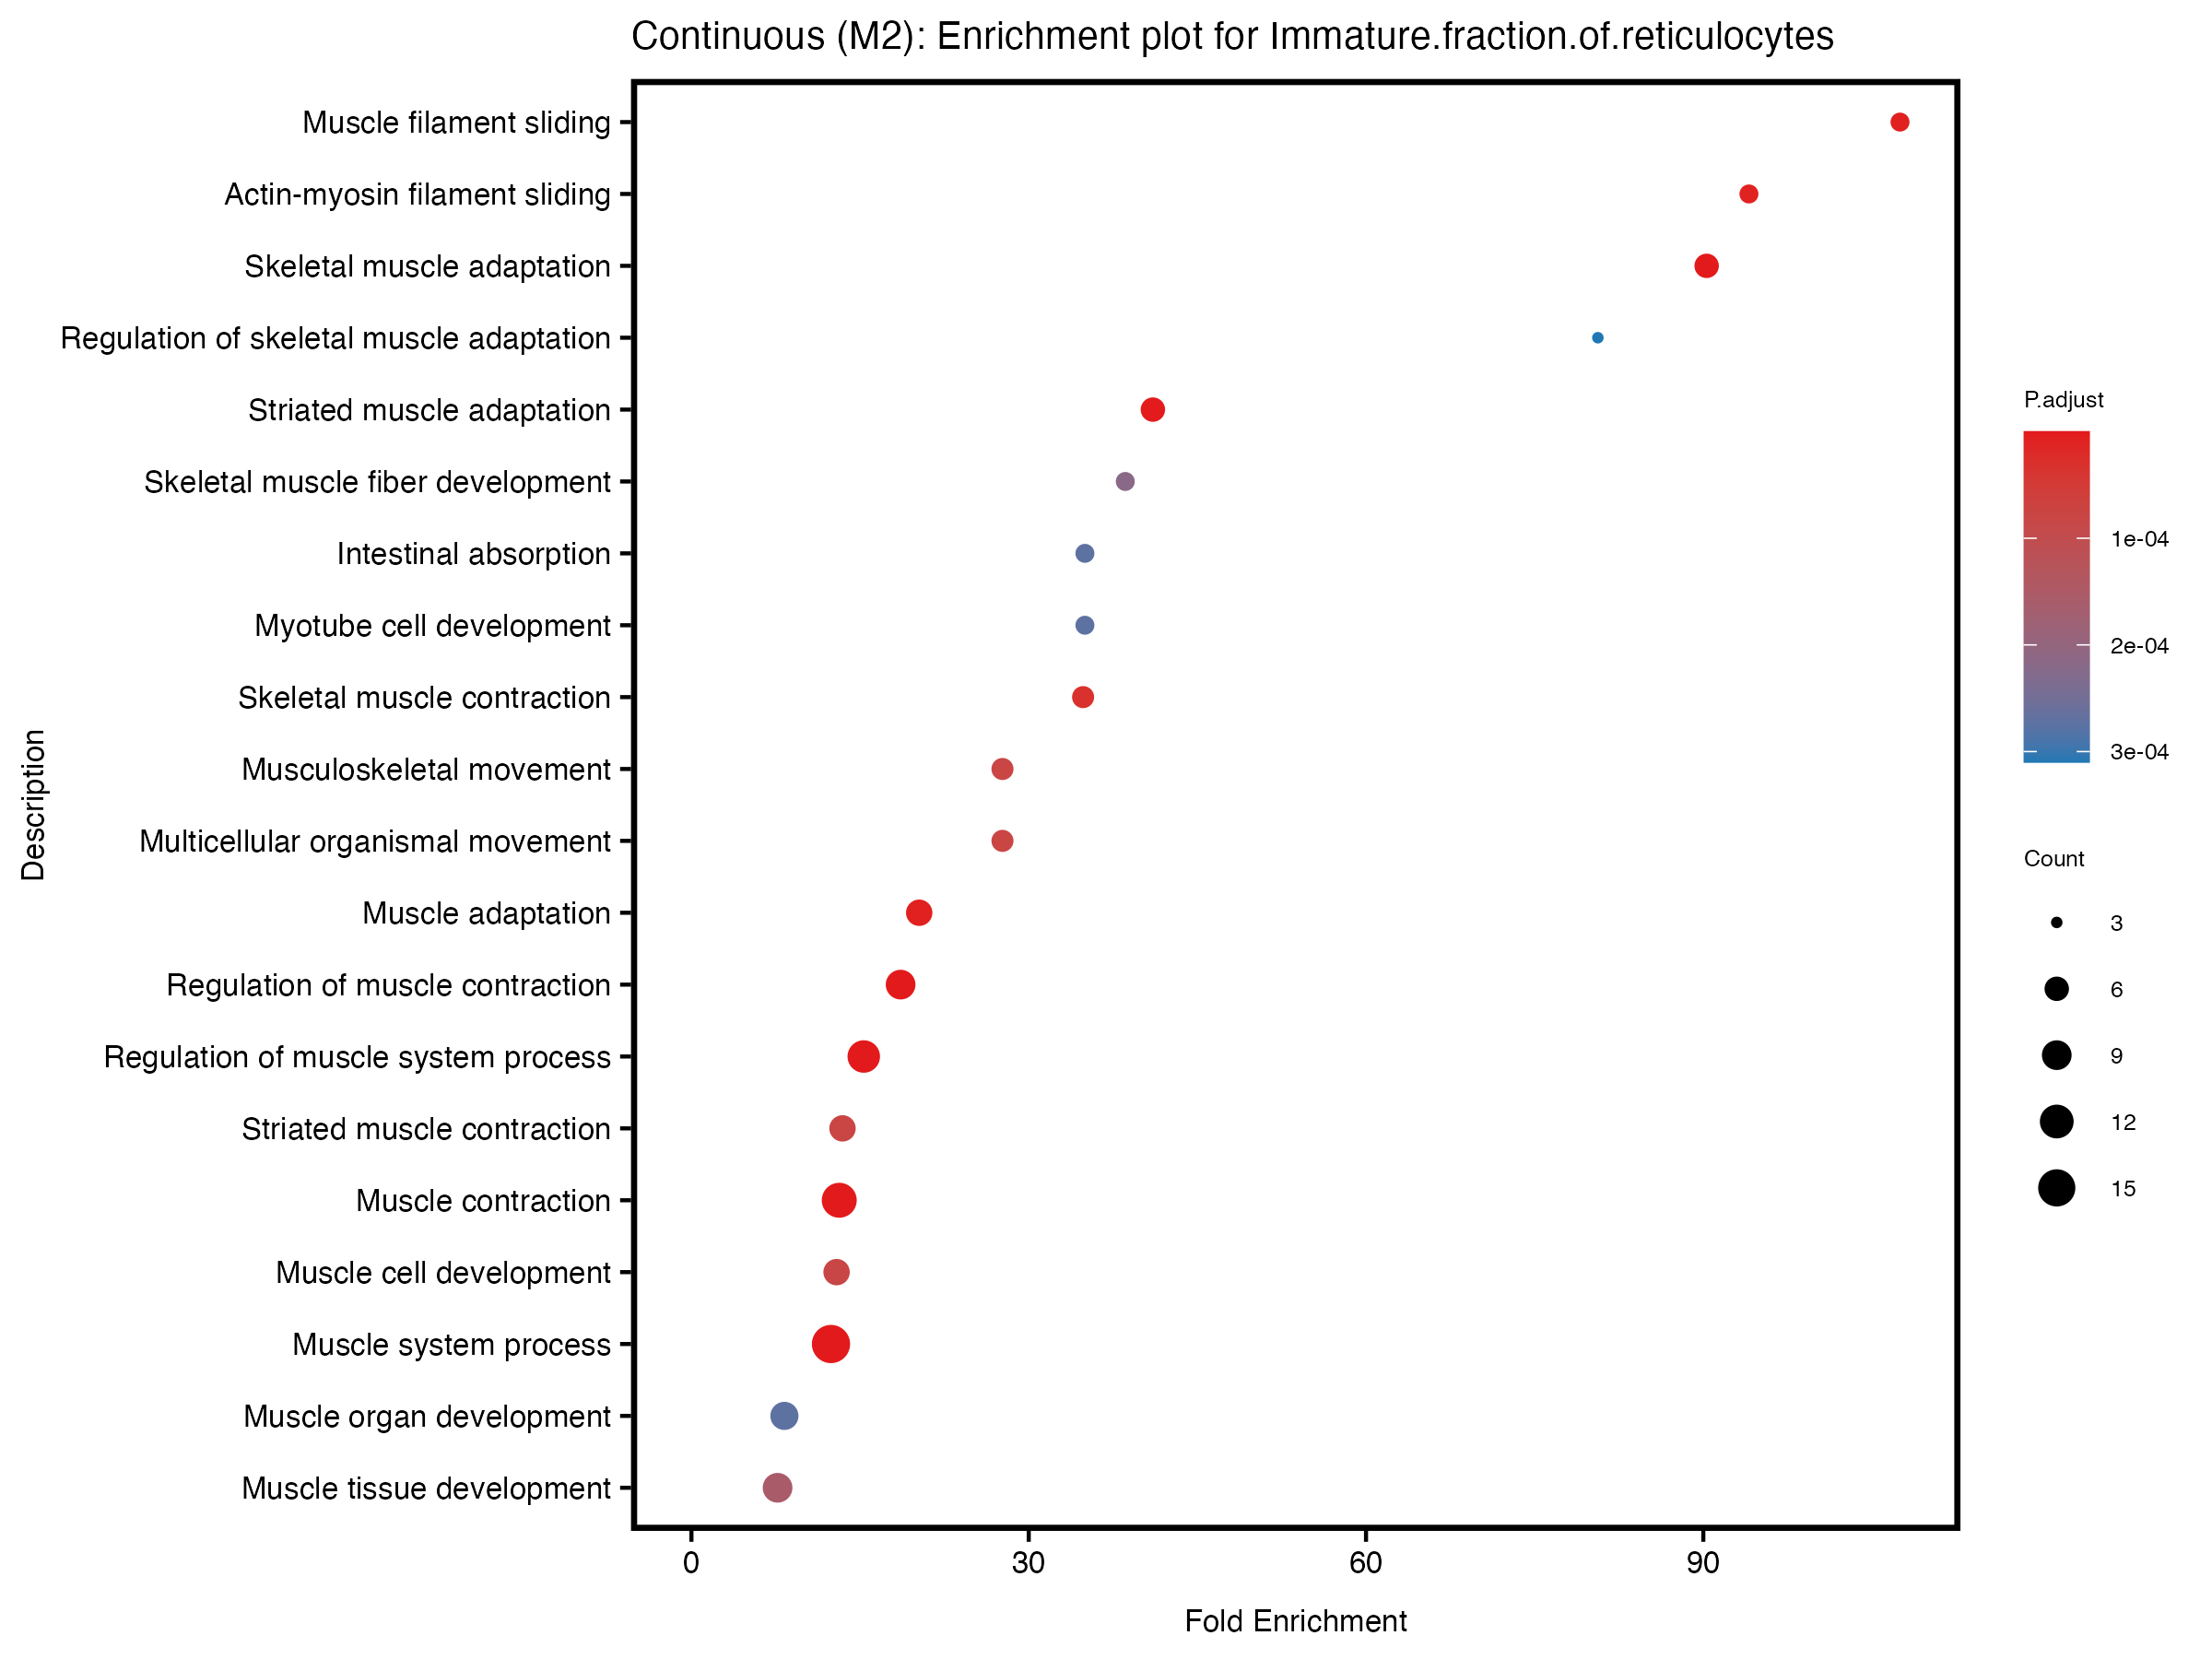 Continuous (M2): Enrichment plot for Immature.fraction.of.reticulocytes
Description
Muscle filament sliding
Actin-myosin filament sliding
Skeletal muscle adaptation
Regulation of skeletal muscle adaptation
Striated muscle adaptation
Skeletal muscle fiber development
Intestinal absorption
Myotube cell development
Skeletal muscle contraction
Musculoskeletal movement
Multicellular organismal movement
Muscle adaptation
Regulation of muscle contraction
Regulation of muscle system process
Striated muscle contraction
Muscle contraction
Muscle cell development
Muscle system process
Muscle organ development
Muscle tissue development
0 30 60 90
Fold Enrichment
P.adjust
1e-04
2e-04
3e-04
Count
3
6
9
12
15